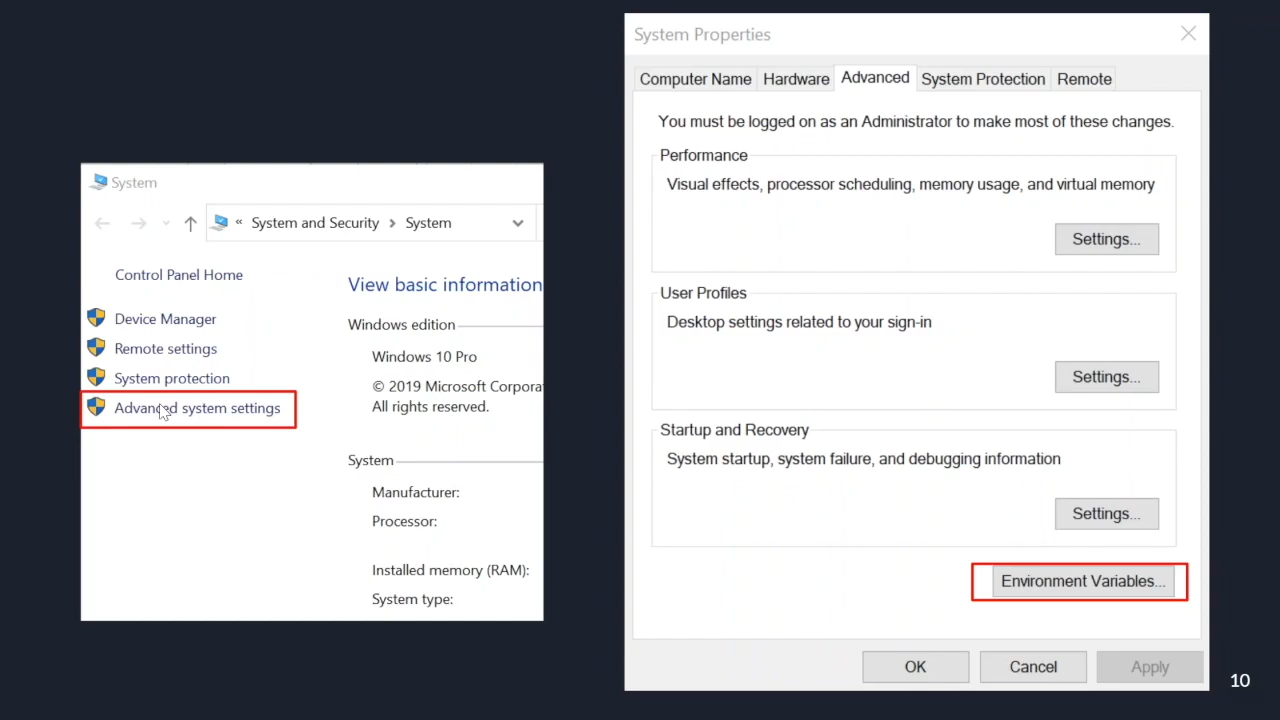 System
« System and Security > System
Control Panel Home
Device Manager
Remote settings
System protection
Advanced system settings
View basic information
Windows edition
Windows 10 Pro
© 2019 Microsoft Corpora
All rights reserved.
System
Manufacturer:
Processor:
Installed memory (RAM):
System type:
System Properties
Computer Name Hardware Advanced System Protection Remote
You must be logged on as an Administrator to make most of these changes.
Performance
Visual effects, processor scheduling, memory usage, and virtual memory
Settings...
User Profiles
Desktop settings related to your sign-in
Settings...
Startup and Recovery
System startup, system failure, and debugging information
Settings...
Environment Variables...
OK Cancel Apply
10